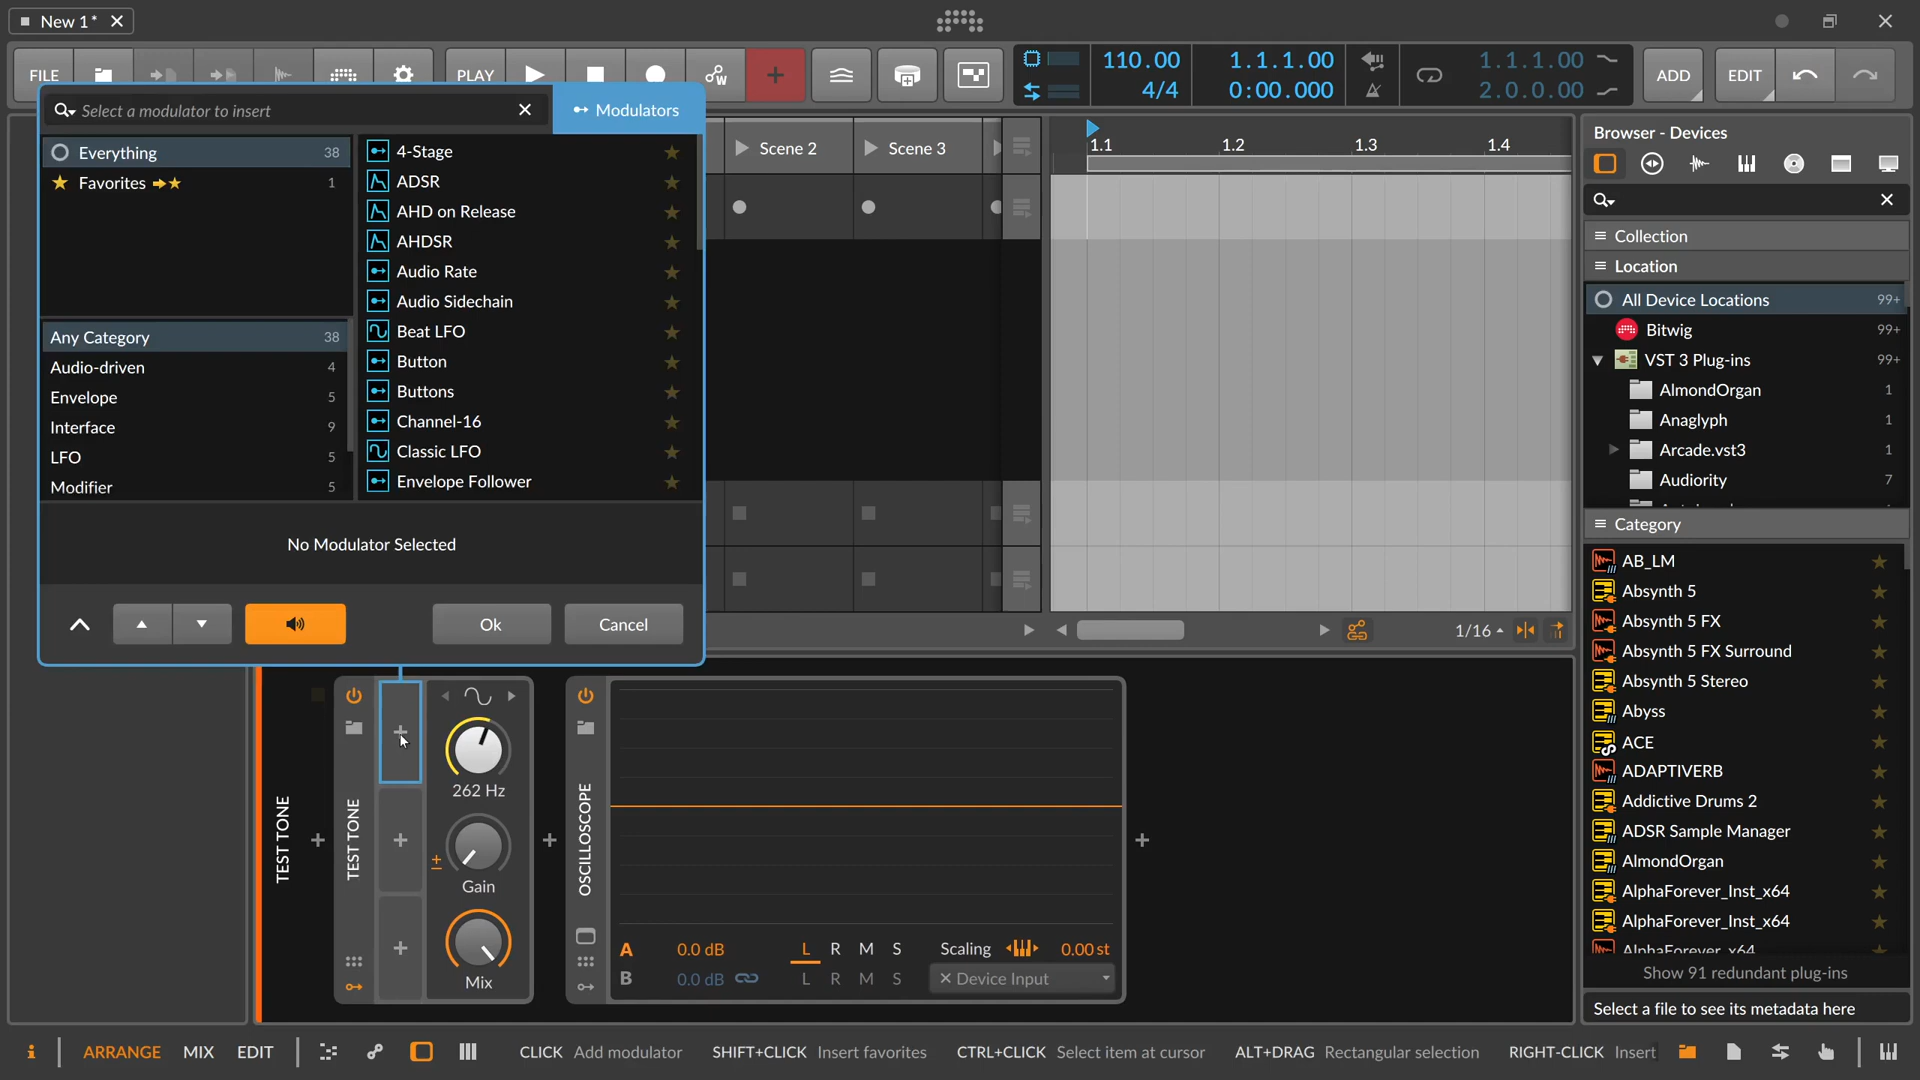 New 1*
FILE
PLAY
110.00
4/4
1.1.1.00
0:00.000
1.1.1.00
2.0.0.00
ADD
EDIT
Select a modulator to insert
Modulators
Everything 38
Favorites 1
Any Category 38
Audio-driven 4
Envelope 5
Interface 9
LFO 5
Modifier 5
4-Stage
ADSR
AHD on Release
AHDSR
Audio Rate
Audio Sidechain
Beat LFO
Button
Buttons
Channel-16
Classic LFO
Envelope Follower
No Modulator Selected
Ok
Cancel
Scene 2
Scene 3
1.1
1.2
1.3
1.4
1/16
Browser - Devices
Collection
Location
All Device Locations 99+
Bitwig 99+
VST 3 Plug-ins 99+
AlmondOrgan 1
Anaglyph 1
Arcade.vst3 1
Audiority 7
Category
AB_LM
Absynth 5
Absynth 5 FX
Absynth 5 FX Surround
Absynth 5 Stereo
Abyss
ACE
ADAPTIVERB
Addictive Drums 2
ADSR Sample Manager
AlmondOrgan
AlphaForever_Inst_x64
AlphaForever_Inst_x64
AlphaForever_x64
Show 91 redundant plug-ins
Select a file to see its metadata here
TEST TONE
TEST TONE
262 Hz
Gain
Mix
OSCILLOSCOPE
A 0.0 dB L R M S Scaling 0.00 st
B 0.0 dB L R M S Device Input
i
ARRANGE
MIX
EDIT
CLICK Add modulator
SHIFT+CLICK Insert favorites
CTRL+CLICK Select item at cursor
ALT+DRAG Rectangular selection
RIGHT-CLICK Insert